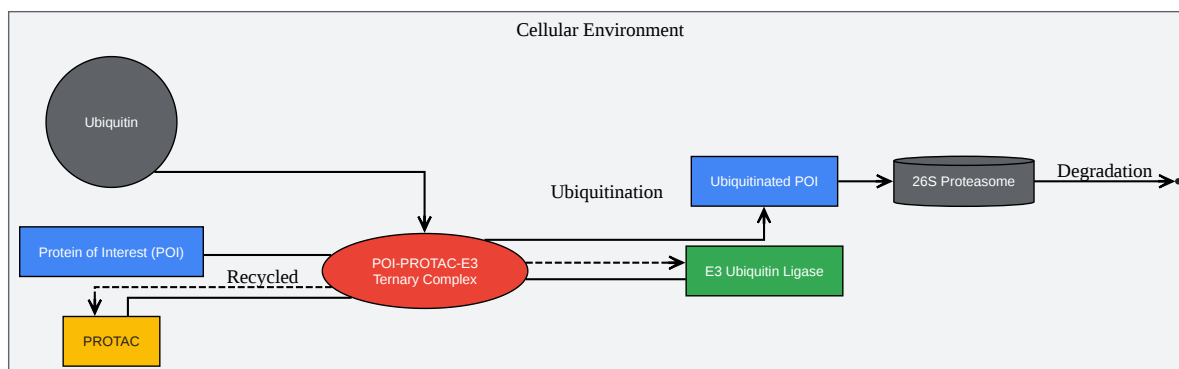 Cellular Environment
Ubiquitin
Ubiquitinated POI
26S Proteasome
Degradation
Ubiquitination
Protein of Interest (POI)
POI-PROTAC-E3
Ternary Complex
E3 Ubiquitin Ligase
Recycled
PROTAC